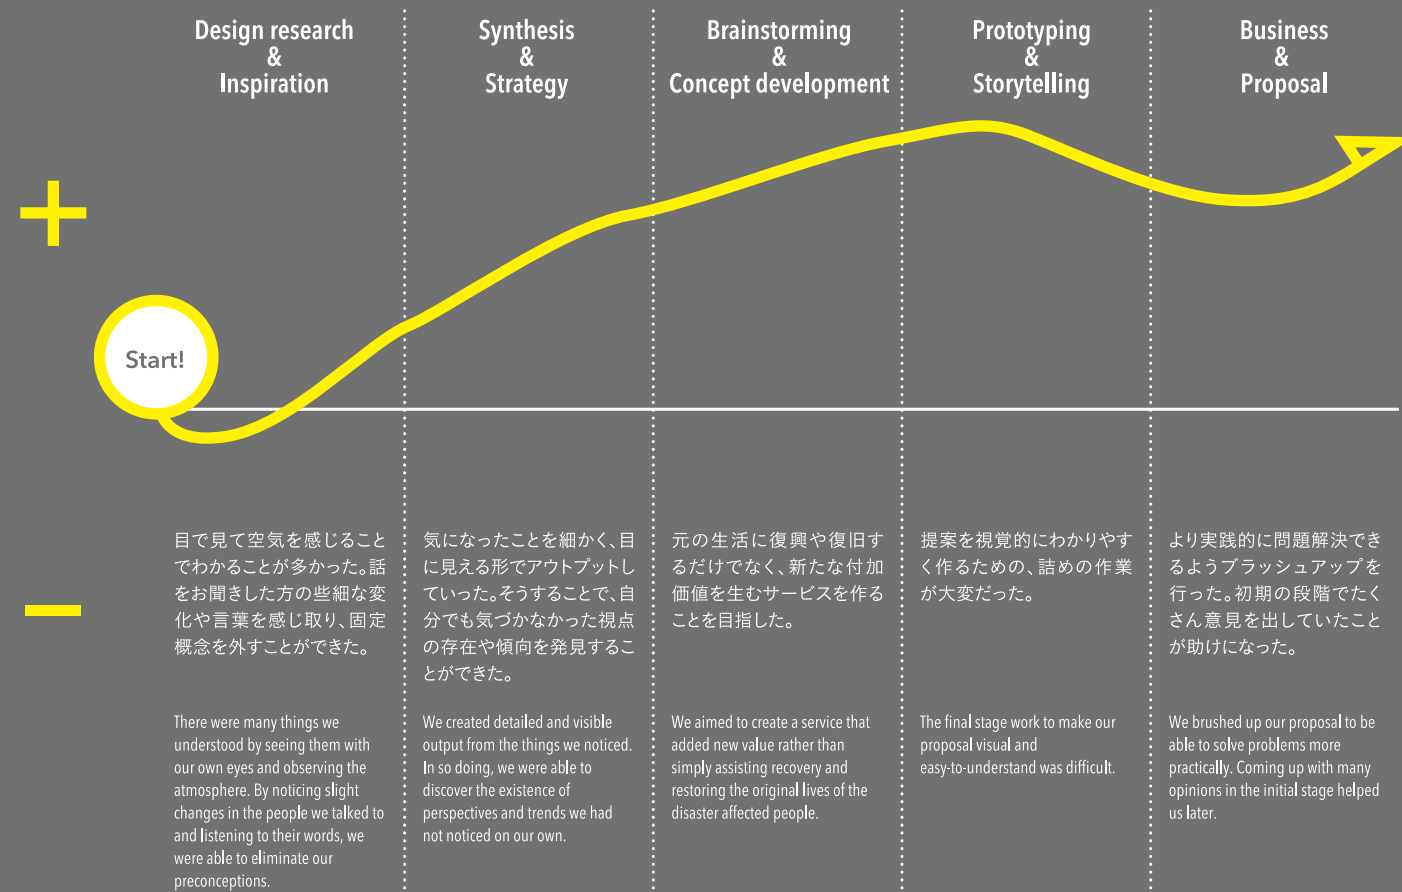 Design research
&
Inspiration
Synthesis
&
Strategy
Brainstorming
&
Concept development
Prototyping
&
Storytelling
Business
&
Proposal
+
Start!
−
目で見て空気を感じること
でわかることが多かった。話
をお聞きした方の些細な変
化や言葉を感じ取り、固定
概念を外すことができた。
There were many things we
understood by seeing them with
our own eyes and observing the
atmosphere. By noticing slight
changes in the people we talked to
and listening to their words, we
were able to eliminate our
preconceptions.
気になったことを細かく、目
に見える形でアウトプットし
ていった。そうすることで、自
分でも気づかなかった視点
の存在や傾向を発見するこ
とができた。
We created detailed and visible
output from the things we noticed.
In so doing, we were able to
discover the existence of
perspectives and trends we had
not noticed on our own.
元の生活に復興や復旧す
るだけでなく、新たな付加
価値を生むサービスを作る
ことを目指した。
We aimed to create a service that
added new value rather than
simply assisting recovery and
restoring the original lives of the
disaster affected people.
提案を視覚的にわかりやす
く作るための、詰めの作業
が大変だった。
The final stage work to make our
proposal visual and
easy-to-understand was difficult.
より実践的に問題解決でき
るようブラッシュアップを
行った。初期の段階でたく
さん意見を出していたこと
が助けになった。
We brushed up our proposal to be
able to solve problems more
practically. Coming up with many
opinions in the initial stage helped
us later.